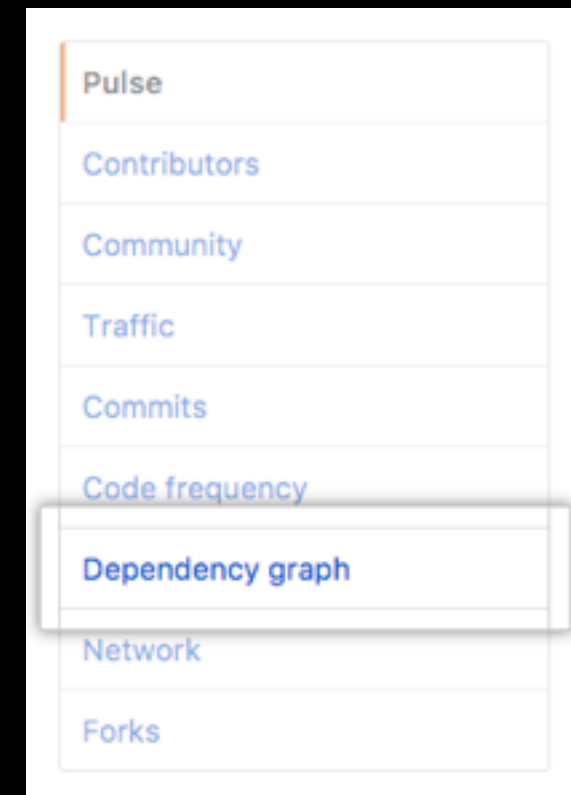 Pulse
Contributors
Community
Traffic
Commits
Code frequency
Dependency graph
Network
Forks